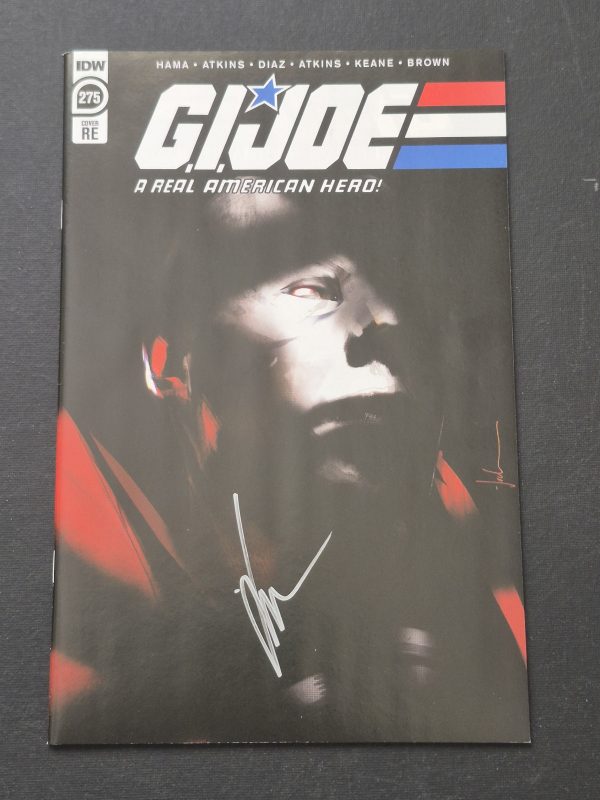 IDW
275
COVER
RE
HAMA • ATKINS • DIAZ • ATKINS • KEANE • BROWN
G.I. JOE
A REAL AMERICAN HERO!